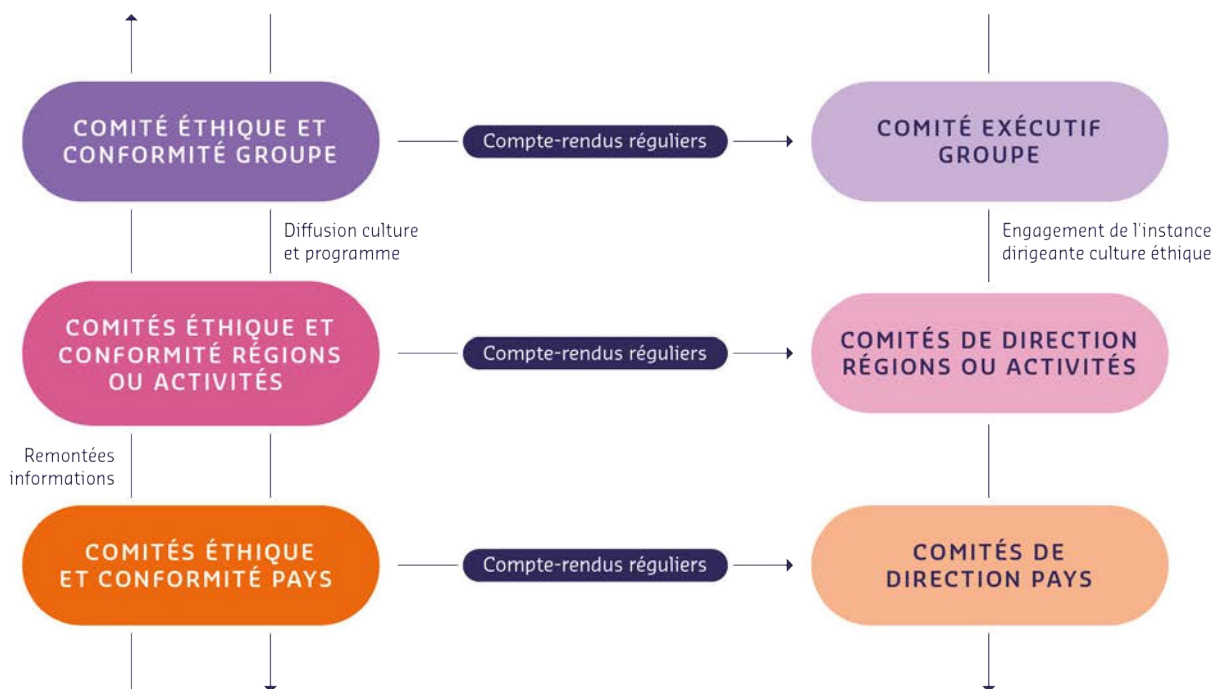 COMITÉ ÉTHIQUE ET
CONFORMITÉ GROUPE
Compte-rendus réguliers
COMITÉ EXÉCUTIF
GROUPE
Diffusion culture
et programme
Engagement de l'instance
dirigeante culture éthique
COMITÉS ÉTHIQUE ET
CONFORMITÉ RÉGIONS
OU ACTIVITÉS
Compte-rendus réguliers
COMITÉS DE DIRECTION
RÉGIONS OU ACTIVITÉS
Remontées
informations
COMITÉS ÉTHIQUE
ET CONFORMITÉ PAYS
Compte-rendus réguliers
COMITÉS DE
DIRECTION PAYS